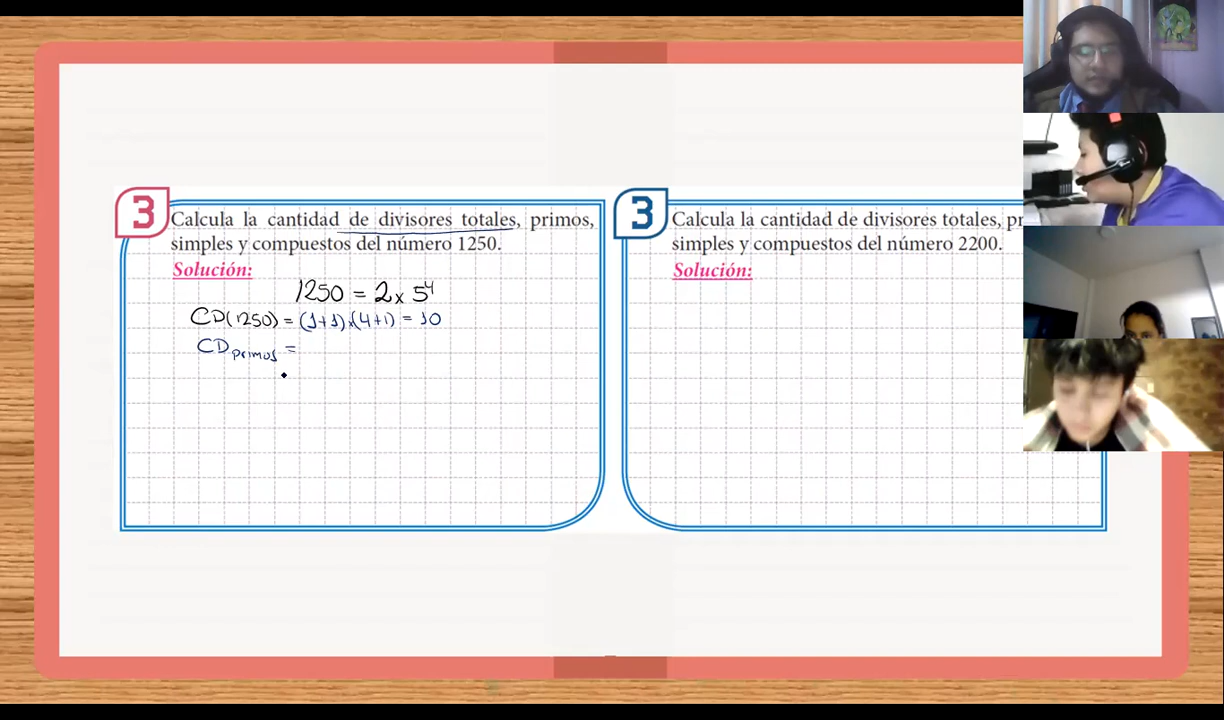 3
Calcula la cantidad de divisores totales, primos,
simples y compuestos del número 1250.
Solución:
1250 = 2 x 5⁴
CD(1250) = (1+1)x(4+1) = 10
CD primos =
3
Calcula la cantidad de divisores totales, pr
simples y compuestos del número 2200.
Solución: